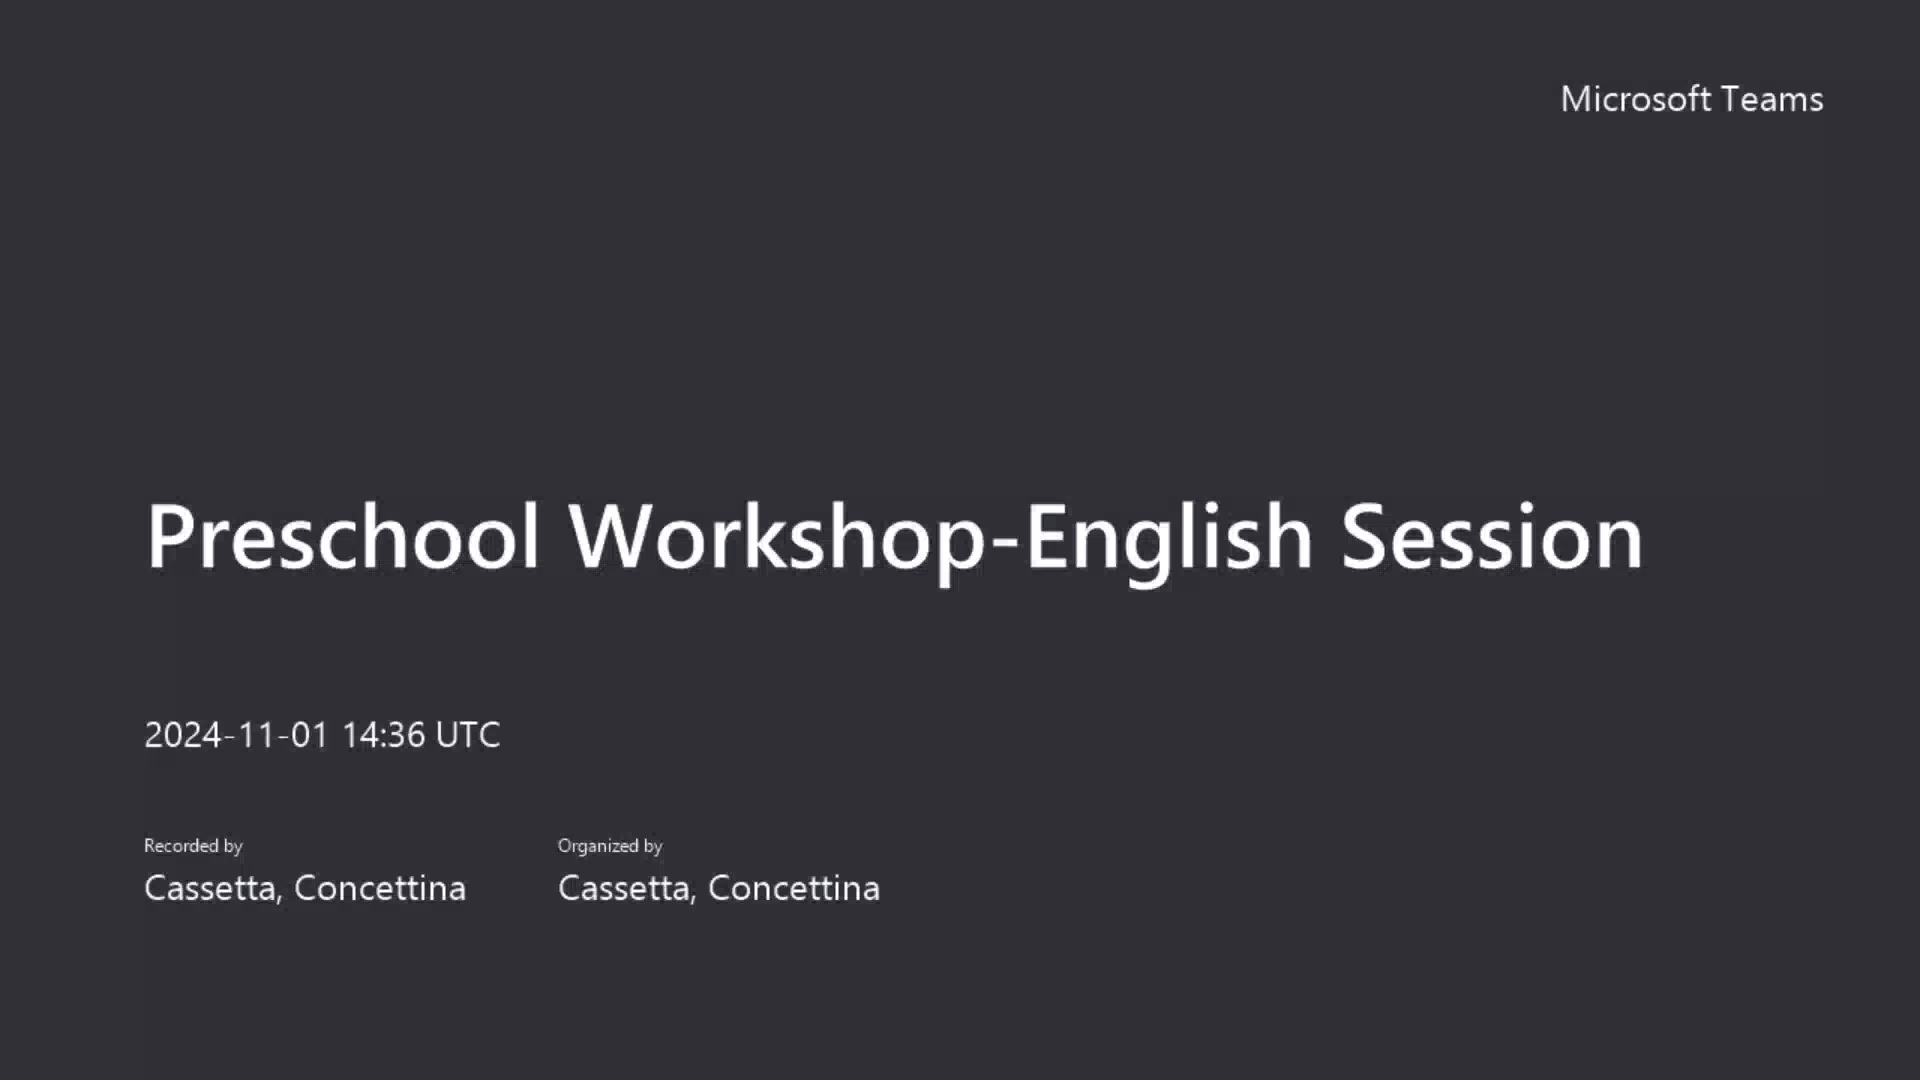 Microsoft Teams
Preschool Workshop-English Session
2024-11-01 14:36 UTC
Recorded by
Cassetta, Concettina
Organized by
Cassetta, Concettina